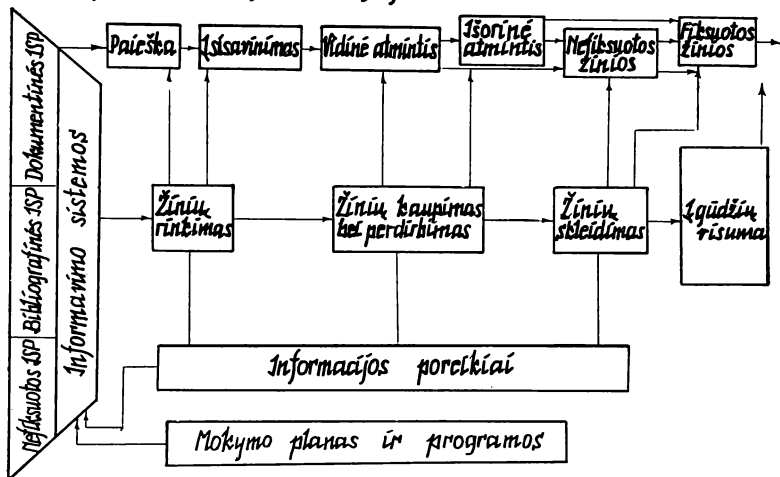 Dokumentinės ISP
Bibliografinės ISP
Nefiksuotos ISP
Informavimo sistemos
Paieška
Įsisavinimas
Vidinė atmintis
Išorinė
atmintis
Nefiksuotos
žinios
Fiksuotos
žinios
Žinių
rinkimas
Žinių kaupimas
bei perdirbimas
Žinių
skleidimas
Įgūdžių
visuma
Informacijos poreikiai
Mokymo planas ir programos